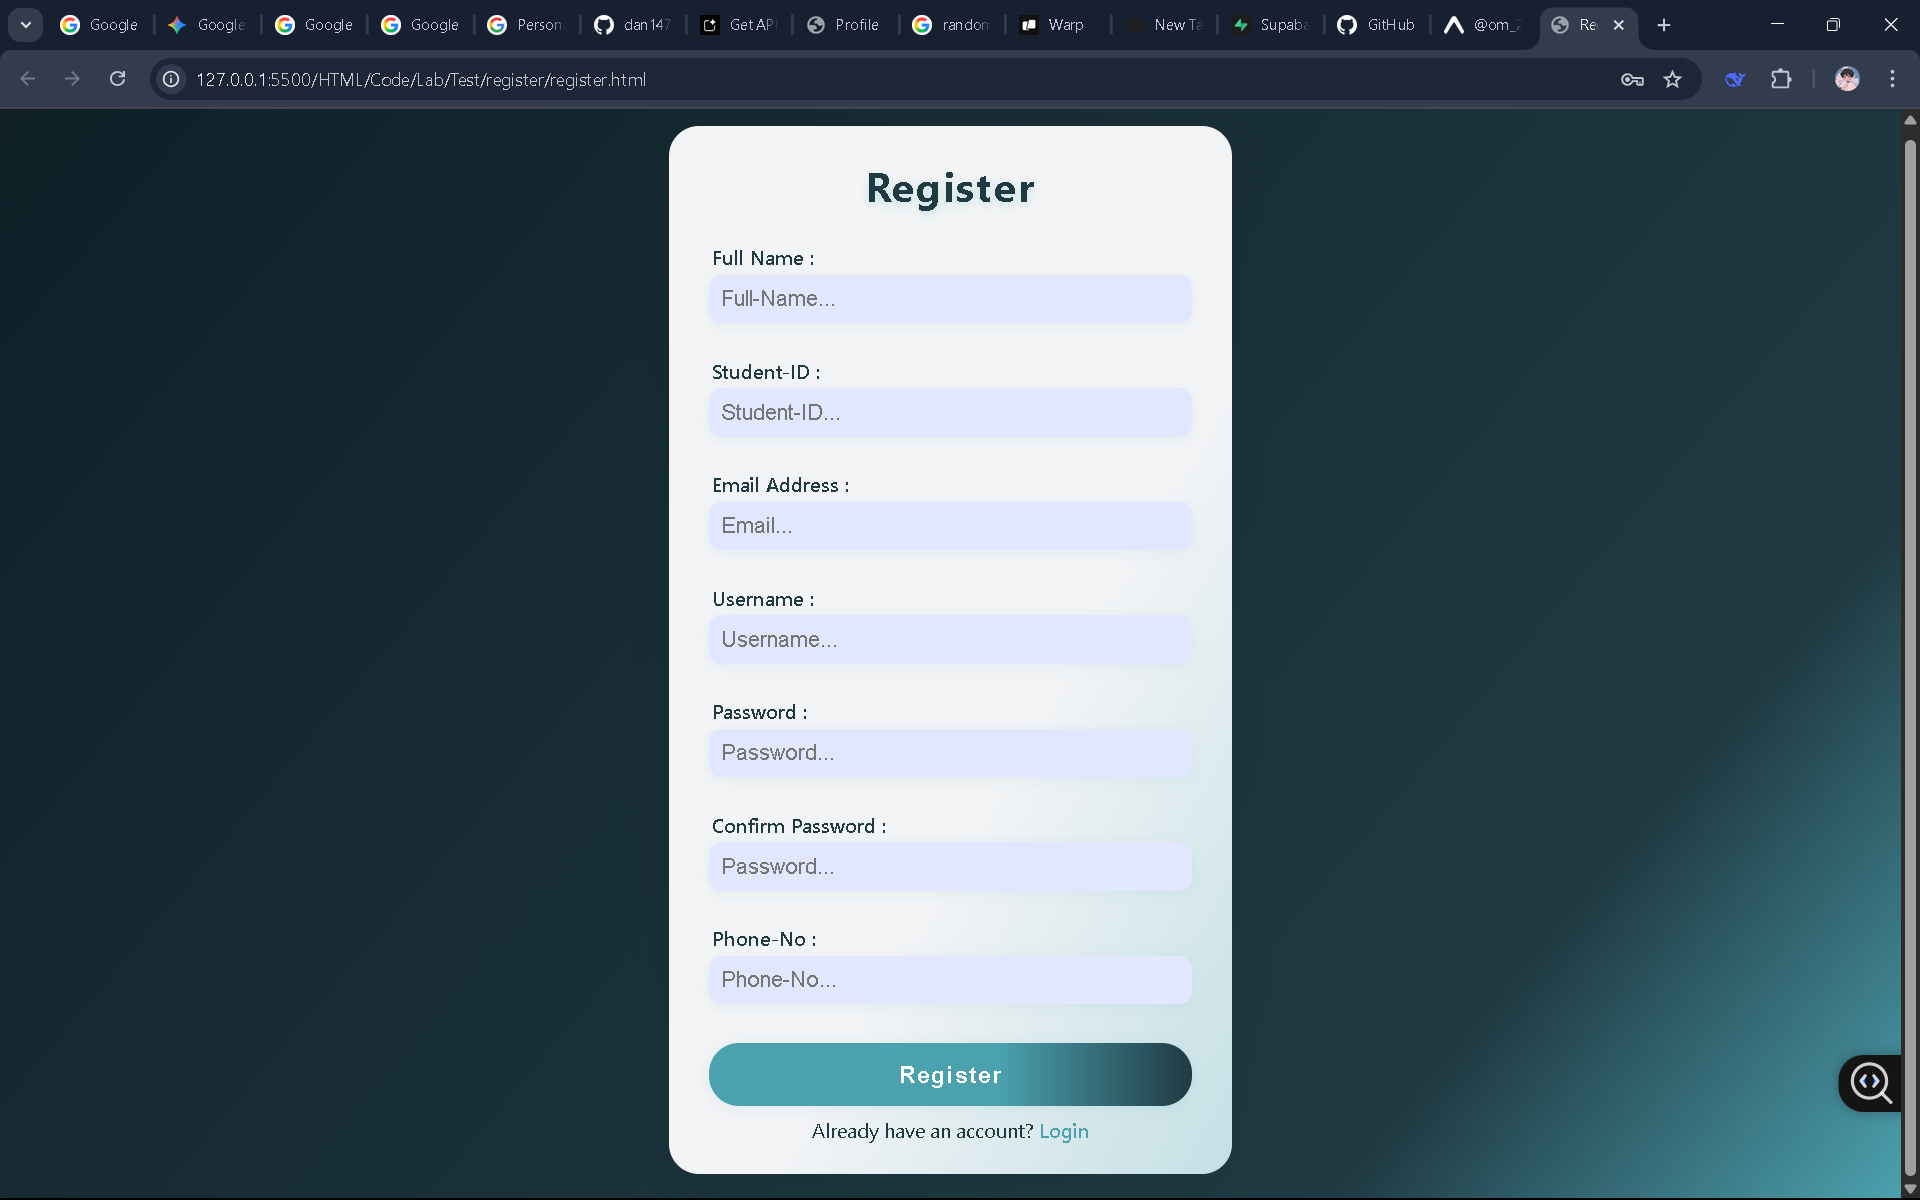 Google Google Google Google Person dan147 Get API Profile random Warp New Ta Supaba GitHub @om_2 Re
127.0.0.1:5500/HTML/Code/Lab/Test/register/register.html
Register
Full Name :
Full-Name...
Student-ID :
Student-ID...
Email Address :
Email...
Username :
Username...
Password :
Password...
Confirm Password :
Password...
Phone-No :
Phone-No...
Register
Already have an account? Login